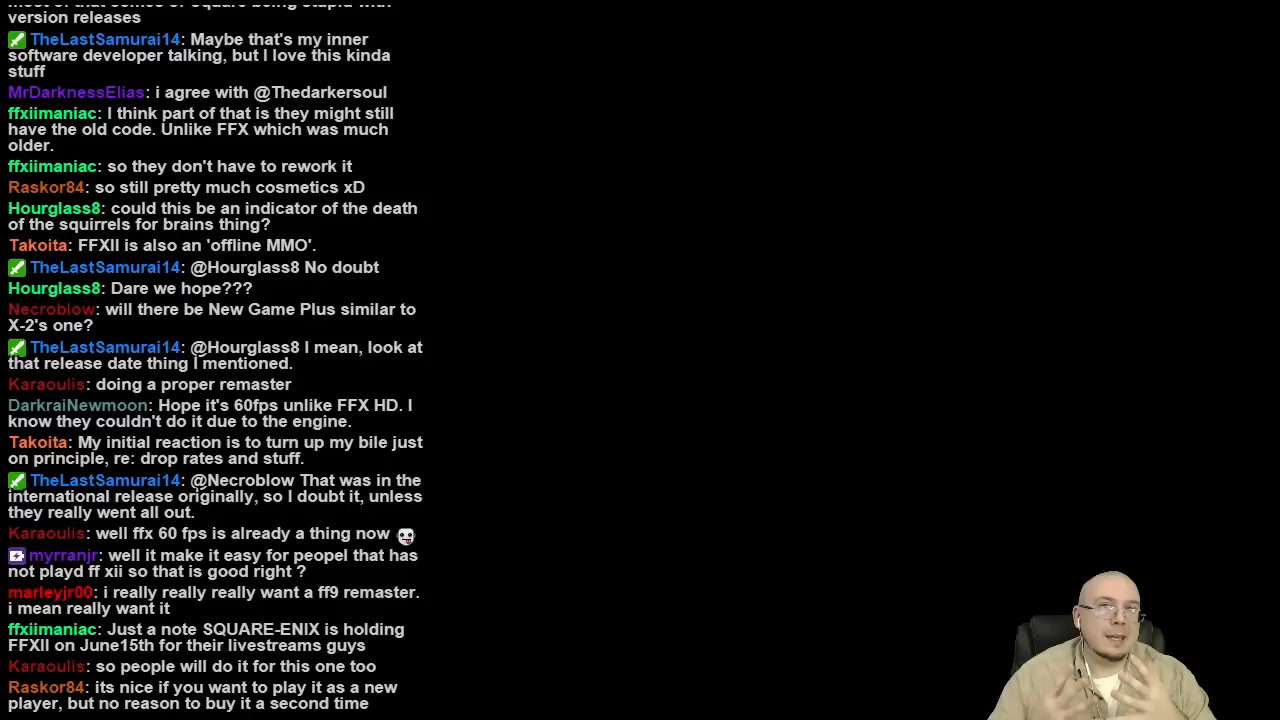 version releases
TheLastSamurai14: Maybe that's my inner
software developer talking, but I love this kinda
stuff
MrDarknessElias: i agree with @Thedarkersoul
ffxiimaniac: I think part of that is they might still
have the old code. Unlike FFX which was much
older.
ffxiimaniac: so they don't have to rework it
Raskor84: so still pretty much cosmetics xD
Hourglass8: could this be an indicator of the death
of the squirrels for brains thing?
Takoita: FFXII is also an 'offline MMO'.
TheLastSamurai14: @Hourglass8 No doubt
Hourglass8: Dare we hope???
Necroblow: will there be New Game Plus similar to
X-2's one?
TheLastSamurai14: @Hourglass8 I mean, look at
that release date thing I mentioned.
Karaoulis: doing a proper remaster
DarkraiNewmoon: Hope it's 60fps unlike FFX HD. I
know they couldn't do it due to the engine.
Takoita: My initial reaction is to turn up my bile just
on principle, re: drop rates and stuff.
TheLastSamurai14: @Necroblow That was in the
international release originally, so I doubt it, unless
they really went all out.
Karaoulis: well ffx 60 fps is already a thing now
myrranjr: well it make it easy for peopel that has
not playd ff xii so that is good right ?
marleyjr00: i really really really want a ff9 remaster.
i mean really want it
ffxiimaniac: Just a note SQUARE-ENIX is holding
FFXII on June15th for their livestreams guys
Karaoulis: so people will do it for this one too
Raskor84: its nice if you want to play it as a new
player, but no reason to buy it a second time